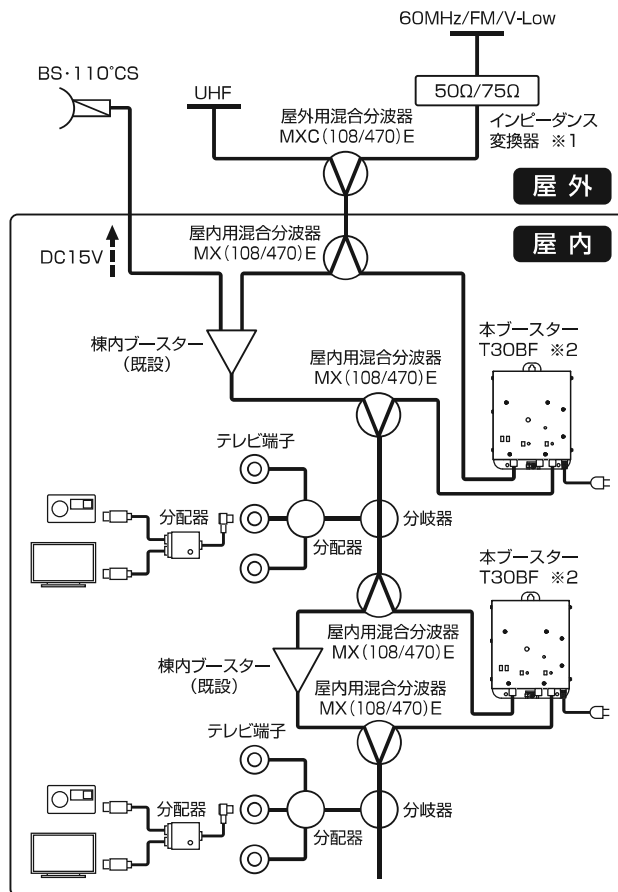 60MHz/FM/V-Low
BS・110°CS
UHF
50Ω/75Ω
屋外用混合分波器
MXC(108/470)E
インピーダンス
変換器 ※1
屋 外
屋 内
屋内用混合分波器
MX(108/470)E
DC15V
棟内ブースター
(既設)
屋内用混合分波器
MX(108/470)E
本ブースター
T30BF ※2
テレビ端子
分配器
分配器
分岐器
本ブースター
T30BF ※2
屋内用混合分波器
MX(108/470)E
棟内ブースター
(既設)
屋内用混合分波器
MX(108/470)E
テレビ端子
分配器
分配器
分岐器